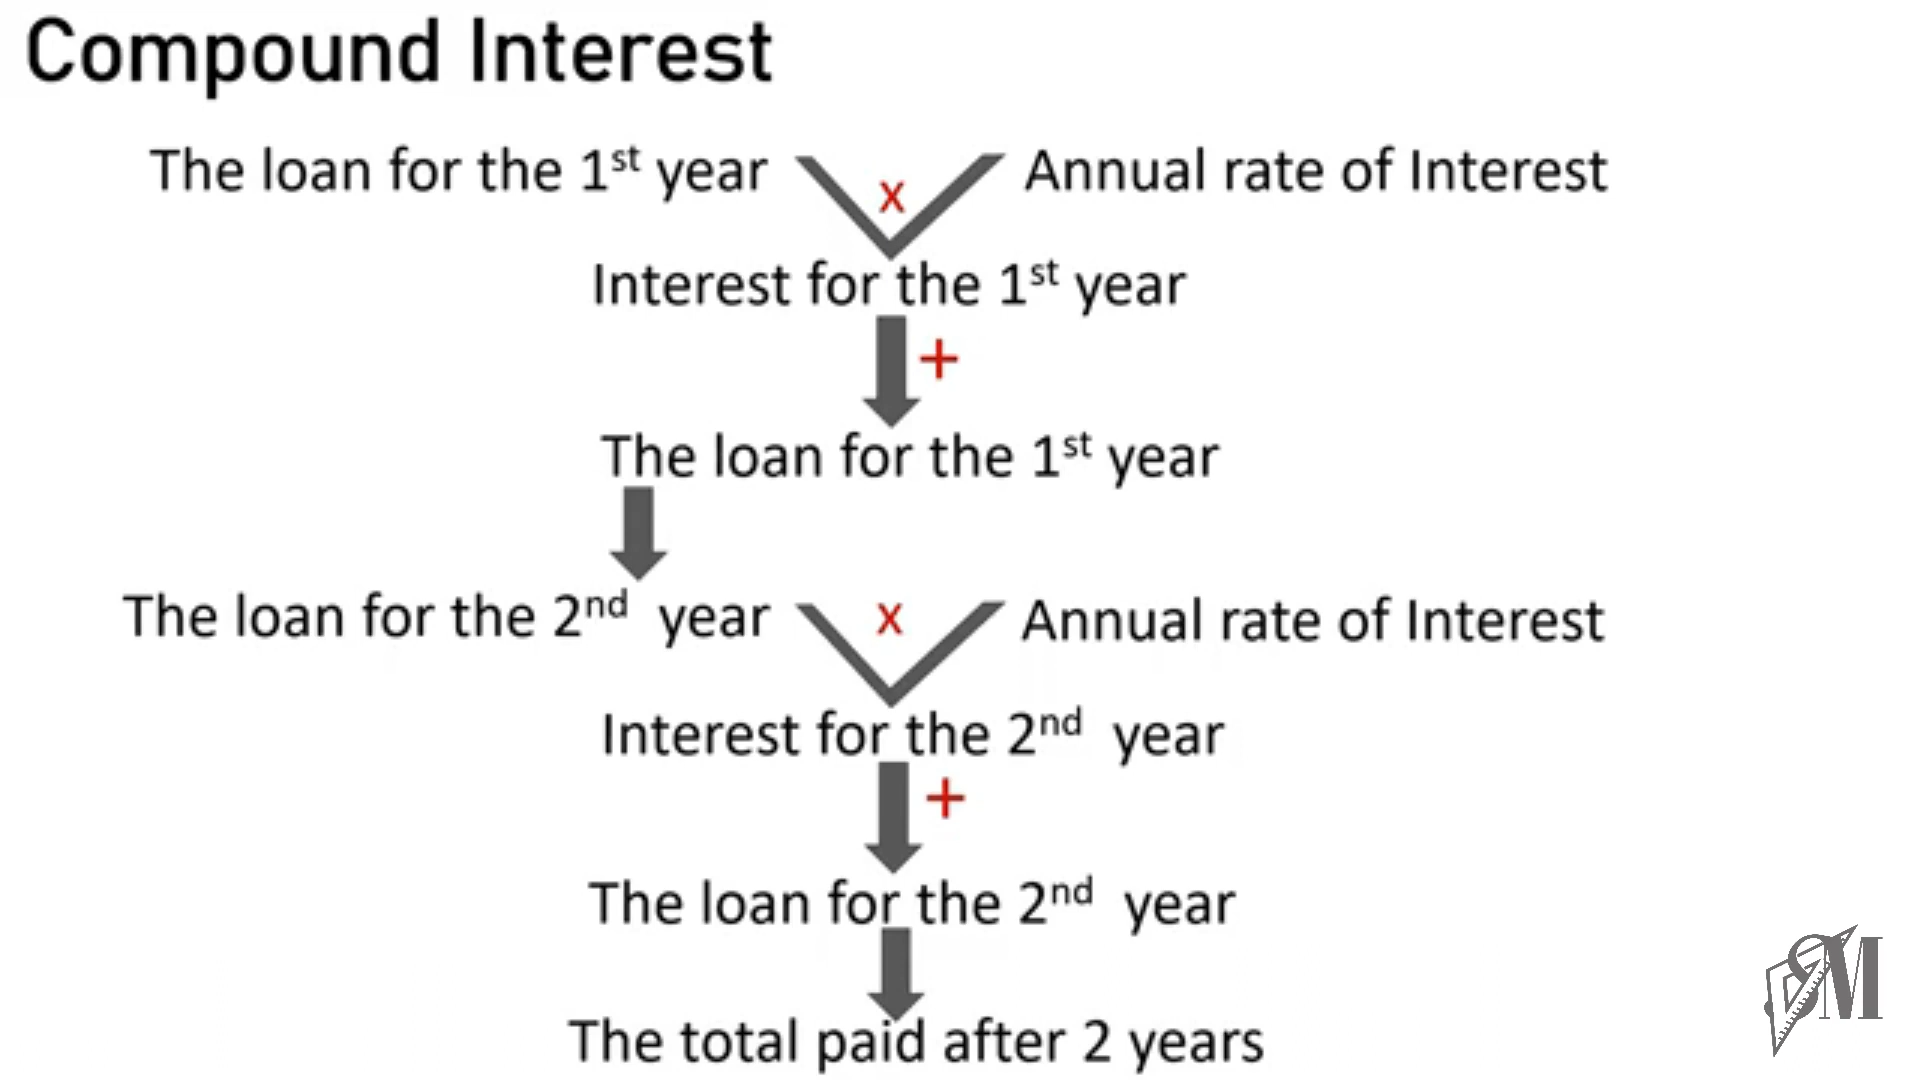 Compound Interest
The loan for the 1st year x Annual rate of Interest
Interest for the 1st year
+
The loan for the 1st year
The loan for the 2nd year x Annual rate of Interest
Interest for the 2nd year
+
The loan for the 2nd year
The total paid after 2 years
SM